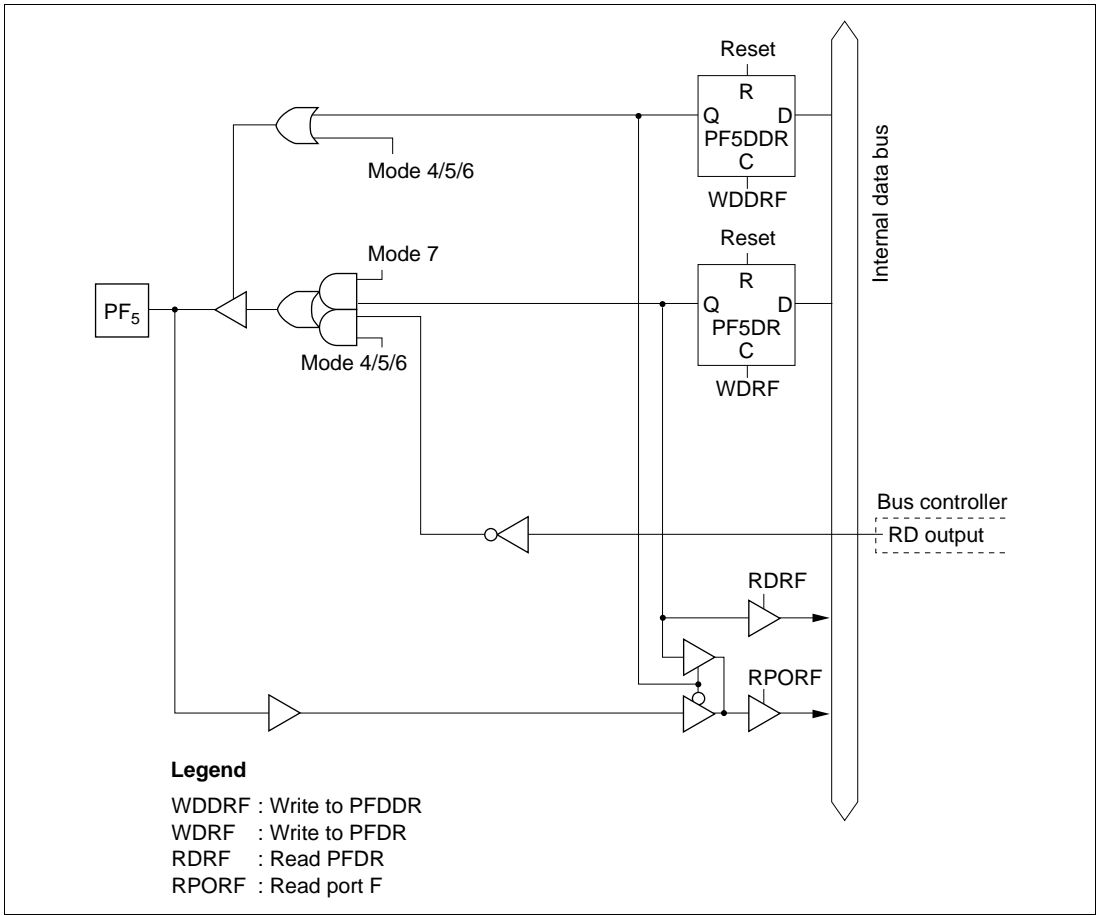 Reset
R
Q D
PF5DDR
C
WDDRF
Mode 4/5/6
Internal data bus
Reset
R
Q D
PF5DR
C
WDRF
Mode 7
PF5
Mode 4/5/6
Bus controller
RD output
RDRF
RPORF
Legend
WDDRF : Write to PFDDR
WDRF : Write to PFDR
RDRF : Read PFDR
RPORF : Read port F